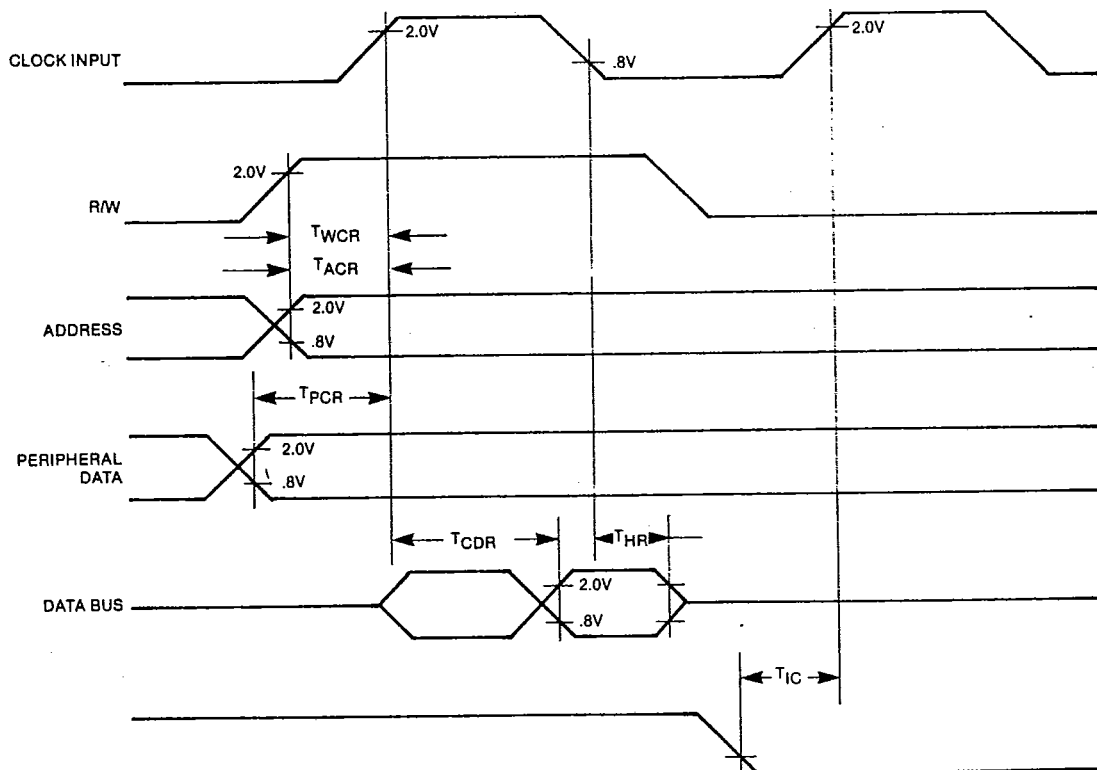 CLOCK INPUT
2.0V
.8V
2.0V
R/W
2.0V
TWCR
TACR
ADDRESS
2.0V
.8V
TPCR
PERIPHERAL
DATA
2.0V
.8V
TCDR
THR
DATA BUS
2.0V
.8V
TIC